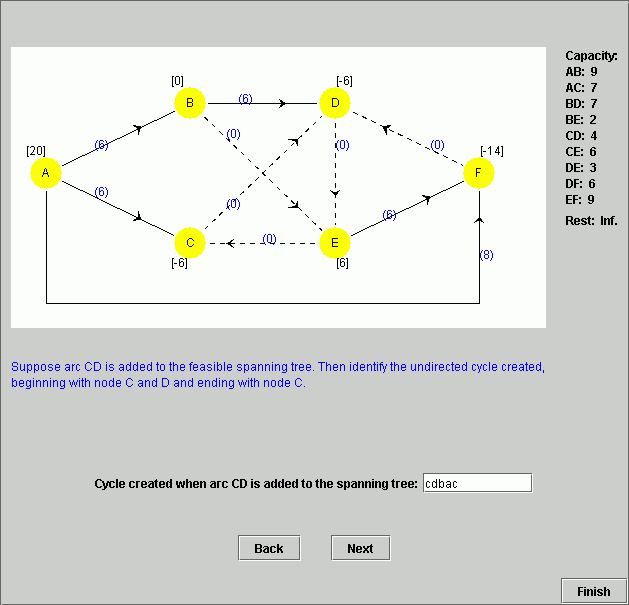 Capacity:
AB: 9
AC: 7
BD: 7
BE: 2
CD: 4
CE: 6
DE: 3
DF: 6
EF: 9
Rest: Inf.
[0]
[-6]
B
(6)
D
(0)
(0)
(0)
[20]
(6)
[-14]
A
F
(6)
(0)
(6)
C
(0)
E
[-6]
[6]
(8)
Suppose arc CD is added to the feasible spanning tree. Then identify the undirected cycle created,
beginning with node C and D and ending with node C.
Cycle created when arc CD is added to the spanning tree: cdbac
Back
Next
Finish